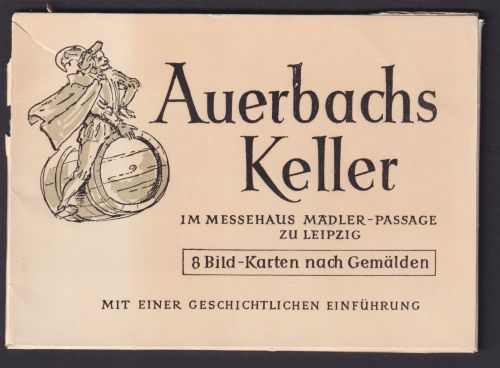 Auerbachs
Keller
IM MESSEHAUS MÄDLER-PASSAGE
ZU LEIPZIG
8 Bild-Karten nach Gemälden
MIT EINER GESCHICHTLICHEN EINFÜHRUNG